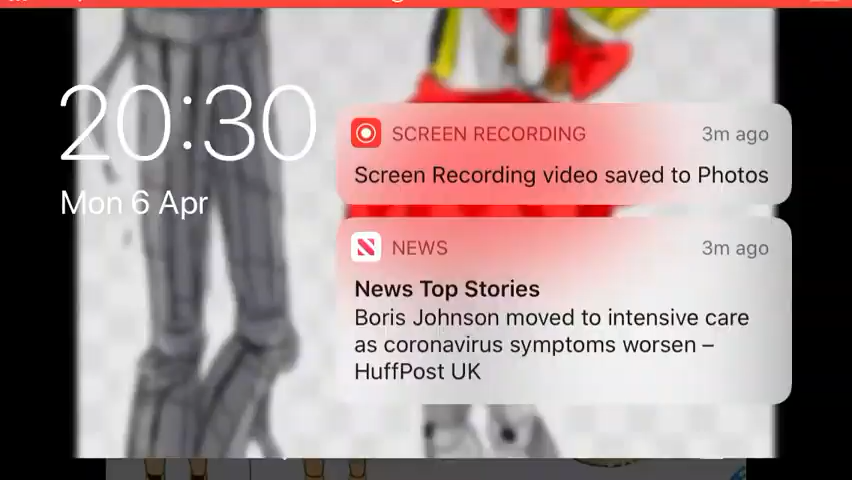 20:30
Mon 6 Apr
SCREEN RECORDING 3m ago
Screen Recording video saved to Photos
NEWS 3m ago
News Top Stories
Boris Johnson moved to intensive care
as coronavirus symptoms worsen –
HuffPost UK